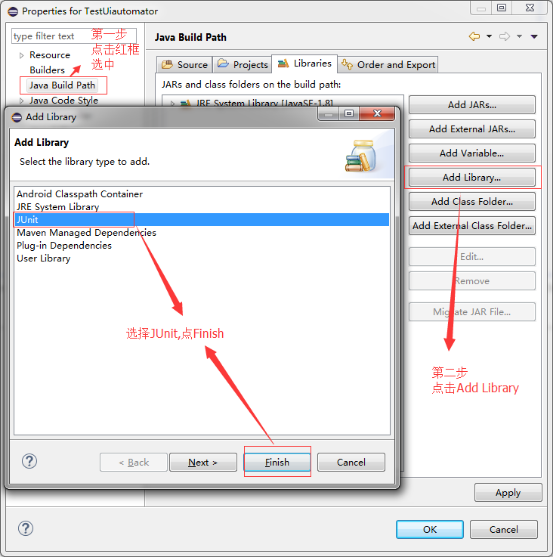 Properties for TestUiautomator
type filter text
第一步
点击红框
选中
Resource
Builders
Java Build Path
Java Code Style
Java Build Path
Source
Projects
Libraries
Order and Export
JARs and class folders on the build path:
JRE System Library [JavaSE-1.8]
Add JARs...
Add External JARs...
Add Variable...
Add Library...
Add Class Folder...
Add External Class Folder...
Edit...
Remove
Migrate JAR File...
第二步
点击Add Library
Add Library
Add Library
Select the library type to add.
Android Classpath Container
JRE System Library
JUnit
Maven Managed Dependencies
Plug-in Dependencies
User Library
选择JUnit,点Finish
< Back
Next >
Finish
Cancel
Apply
OK
Cancel